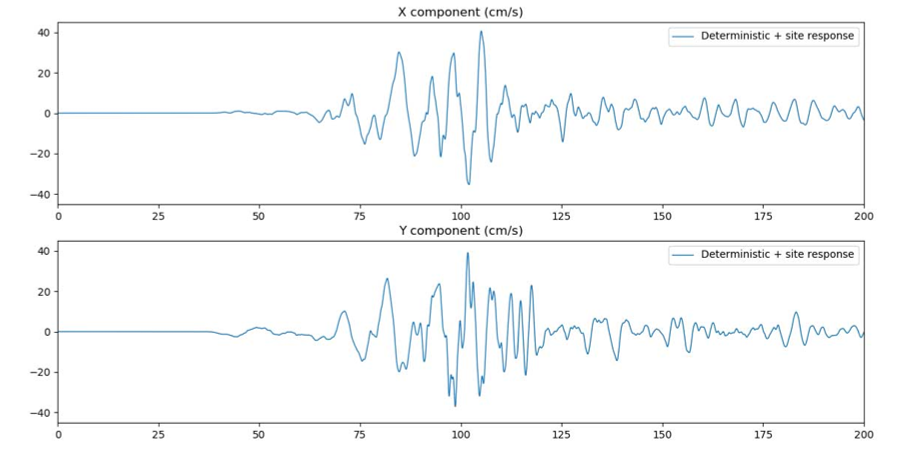 X component (cm/s)
Deterministic + site response
40
20
0
−20
−40
0 25 50 75 100 125 150 175 200
Y component (cm/s)
Deterministic + site response
40
20
0
−20
−40
0 25 50 75 100 125 150 175 200